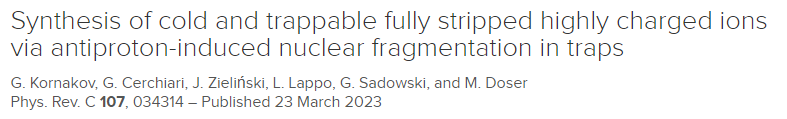 Synthesis of cold and trappable fully stripped highly charged ions
via antiproton-induced nuclear fragmentation in traps
G. Kornakov, G. Cerchiari, J. Zieliński, L. Lappo, G. Sadowski, and M. Doser
Phys. Rev. C 107, 034314 – Published 23 March 2023